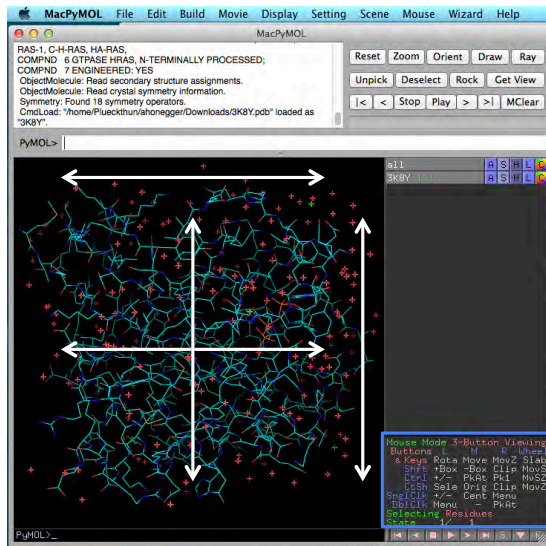 MacPyMOL File Edit Build Movie Display Setting Scene Mouse Wizard Help
MacPyMOL
RAS-1, C-H-RAS, HA-RAS,
COMPND 6 GTPASE HRAS, N-TERMINALLY PROCESSED;
COMPND 7 ENGINEERED: YES
ObjectMolecule: Read secondary structure assignments.
ObjectMolecule: Read crystal symmetry information.
Symmetry: Found 18 symmetry operators.
CmdLoad: "/home/Plueckthun/ahonegger/Downloads/3K8Y.pdb" loaded as
"3K8Y".
Reset Zoom Orient Draw Ray
Unpick Deselect Rock Get View
|< < Stop Play > >| MClear
PyMOL>
all A S H L C
3K8Y A S H L C
Mouse Mode 3-Button Viewing
Buttons L M R Wheel
& Keys Rota Move MovZ Slab
Shft +Box -Box Clip MovS
Ctrl +/- PkAt Pk1 MvSZ
CtSh Sele Orig Clip MovZ
SnglClk +/- Cent Menu
DblClk Menu - PkAt
Selecting Residues
State 1/ 1
PyMOL>_
S